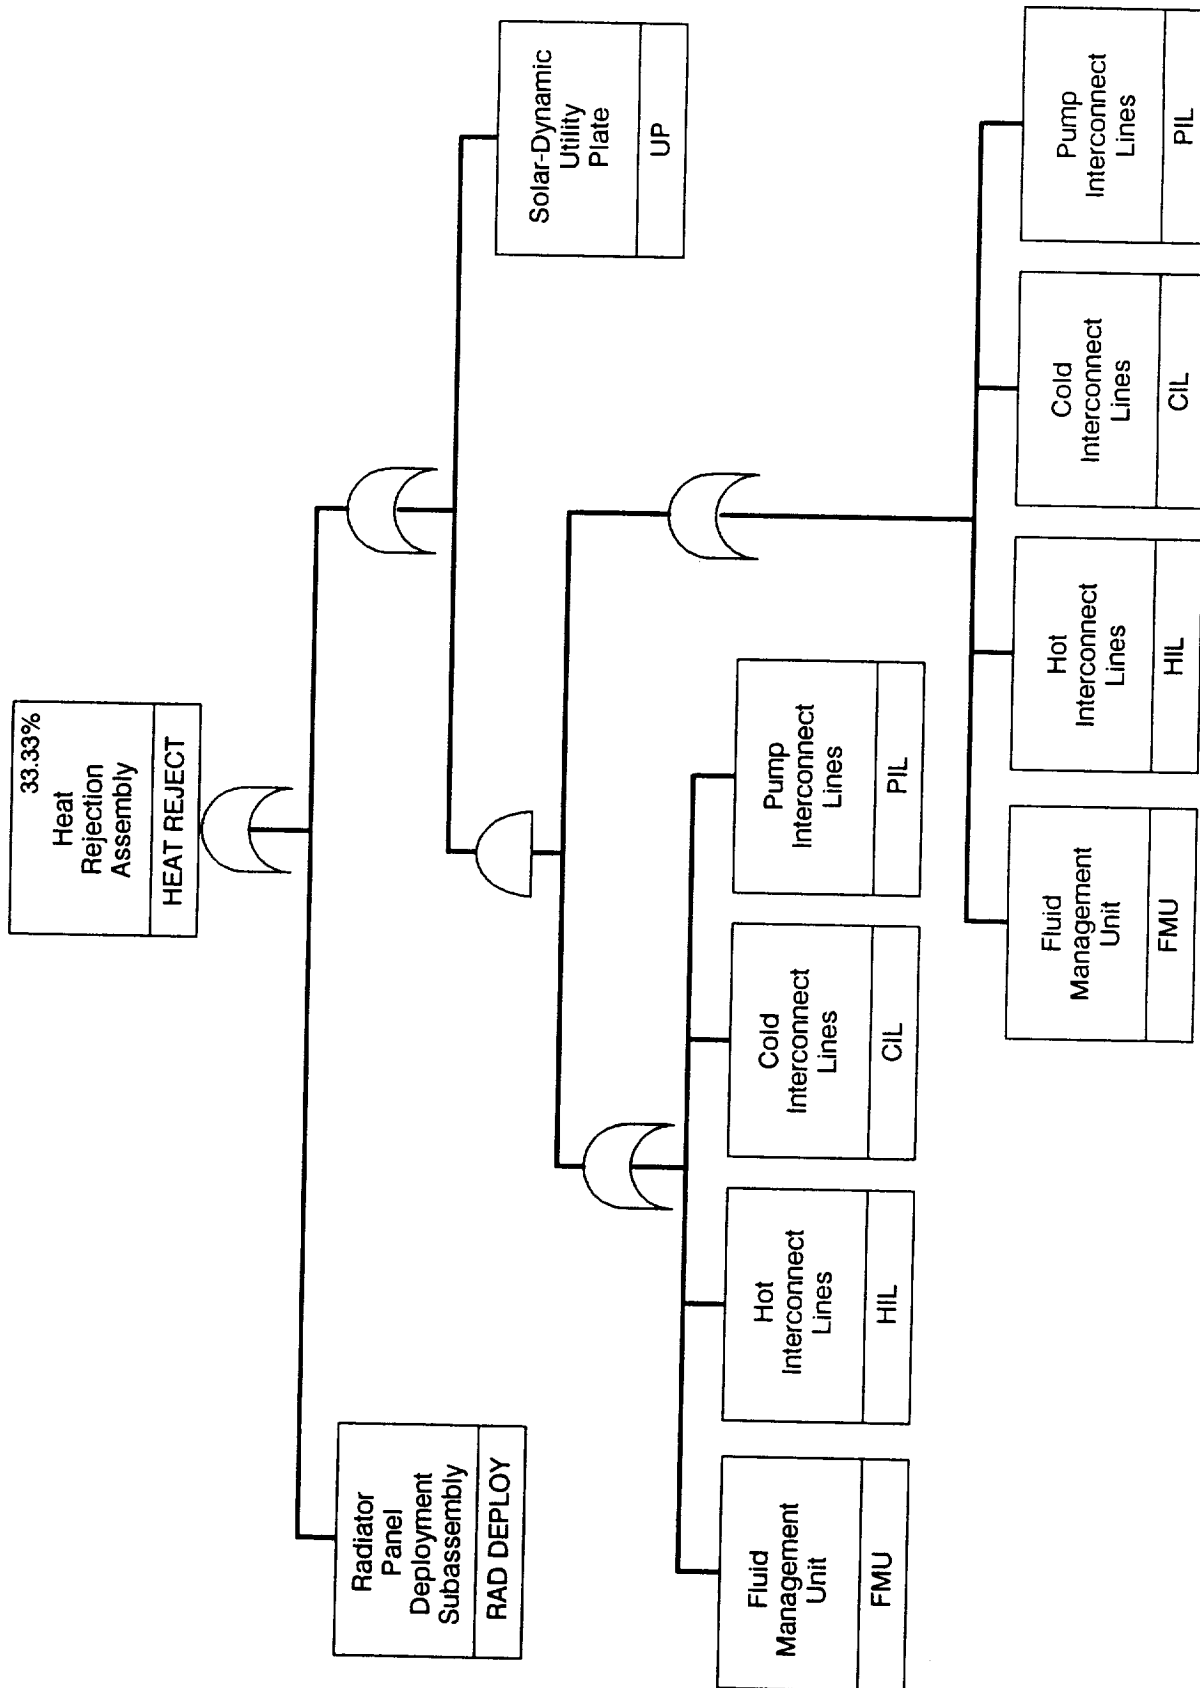 33.33%
Heat
Rejection
Assembly
HEAT REJECT
Radiator
Panel
Deployment
Subassembly
RAD DEPLOY
Solar-Dynamic
Utility
Plate
UP
Fluid
Management
Unit
FMU
Hot
Interconnect
Lines
HIL
Cold
Interconnect
Lines
CIL
Pump
Interconnect
Lines
PIL
Fluid
Management
Unit
FMU
Hot
Interconnect
Lines
HIL
Cold
Interconnect
Lines
CIL
Pump
Interconnect
Lines
PIL